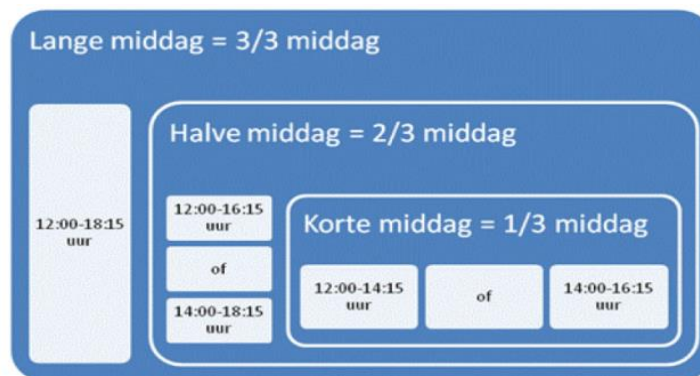 Lange middag = 3/3 middag
12:00-18:15
uur
Halve middag = 2/3 middag
12:00-16:15
uur
of
14:00-18:15
uur
Korte middag = 1/3 middag
12:00-14:15
uur
of
14:00-16:15
uur